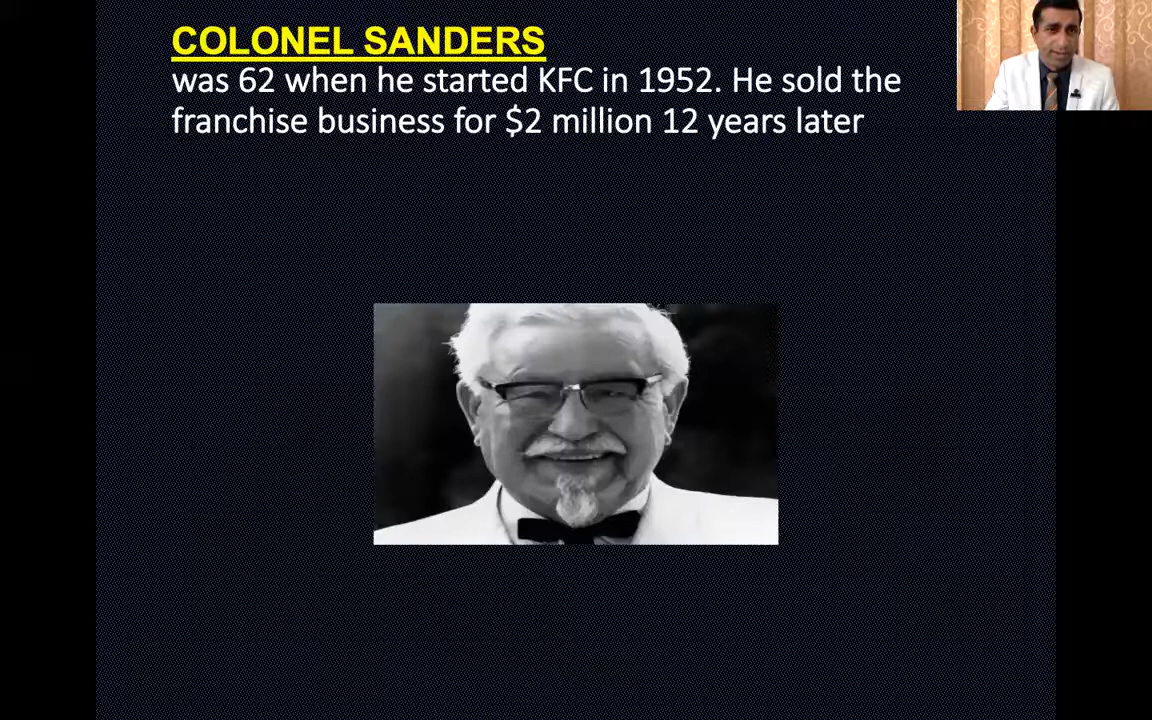 COLONEL SANDERS
was 62 when he started KFC in 1952. He sold the
franchise business for $2 million 12 years later